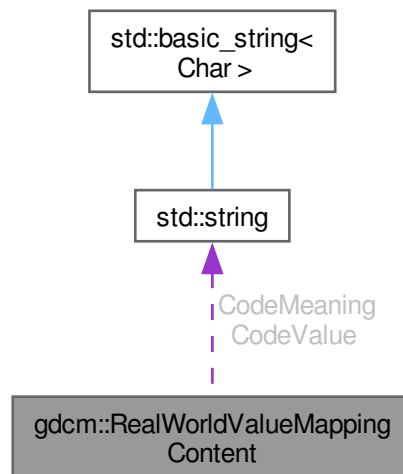 std::basic_string<
Char >
std::string
CodeMeaning
CodeValue
gdcm::RealWorldValueMapping
Content